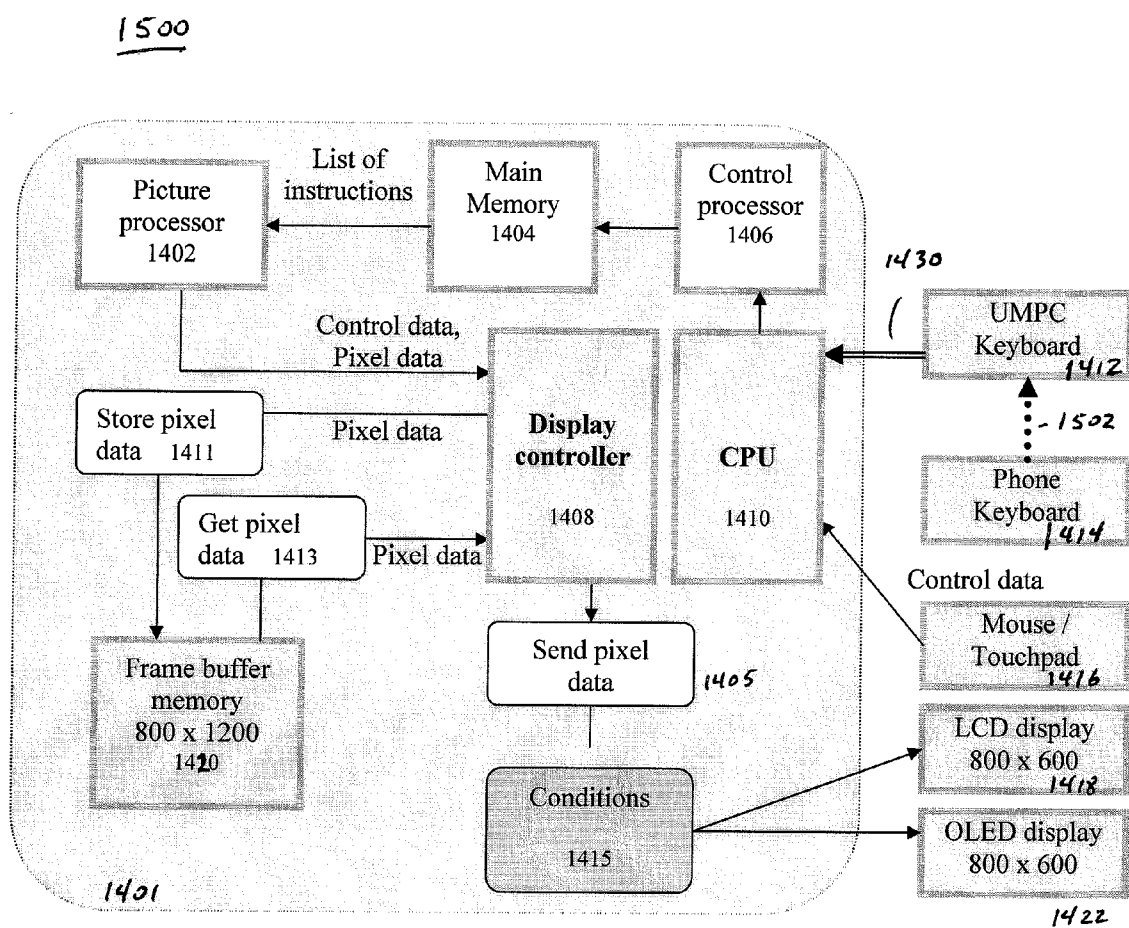 1500
Picture
processor
1402
List of
instructions
Main
Memory
1404
Control
processor
1406
1430
UMPC
Keyboard
1412
1502
Phone
Keyboard
1414
Control data,
Pixel data
Store pixel
data 1411
Pixel data
Display
controller
1408
CPU
1410
Get pixel
data 1413
Pixel data
Control data
Mouse /
Touchpad
1416
Frame buffer
memory
800 x 1200
1420
Send pixel
data
1405
LCD display
800 x 600
1418
Conditions
1415
OLED display
800 x 600
1422
1401